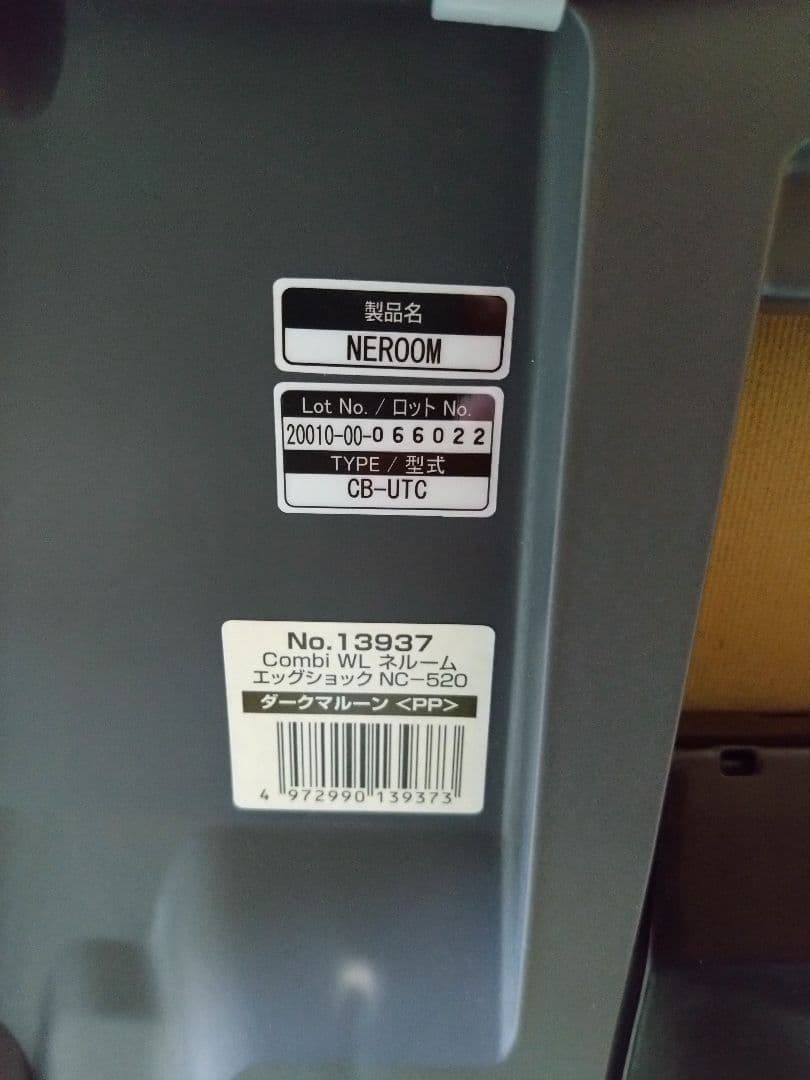 製品名
NEROOM
Lot No. / ロット No.
20010-00-066022
TYPE / 型式
CB-UTC
No.13937
Combi WL ネルーム
エッグショック NC-520
ダークマルーン <PP>
4 972990 139373